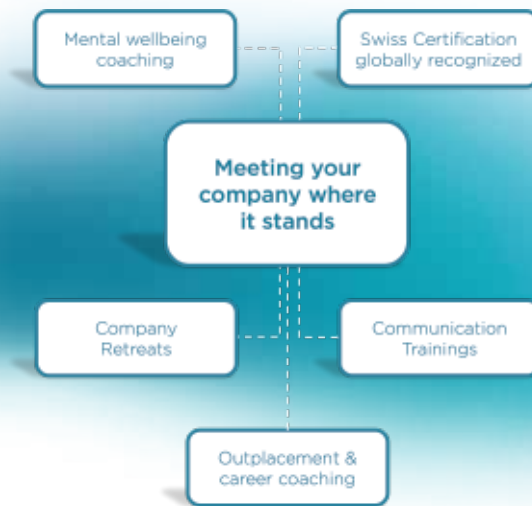 Mental wellbeing
coaching
Swiss Certification
globally recognized
Meeting your
company where
it stands
Company
Retreats
Communication
Trainings
Outplacement &
career coaching